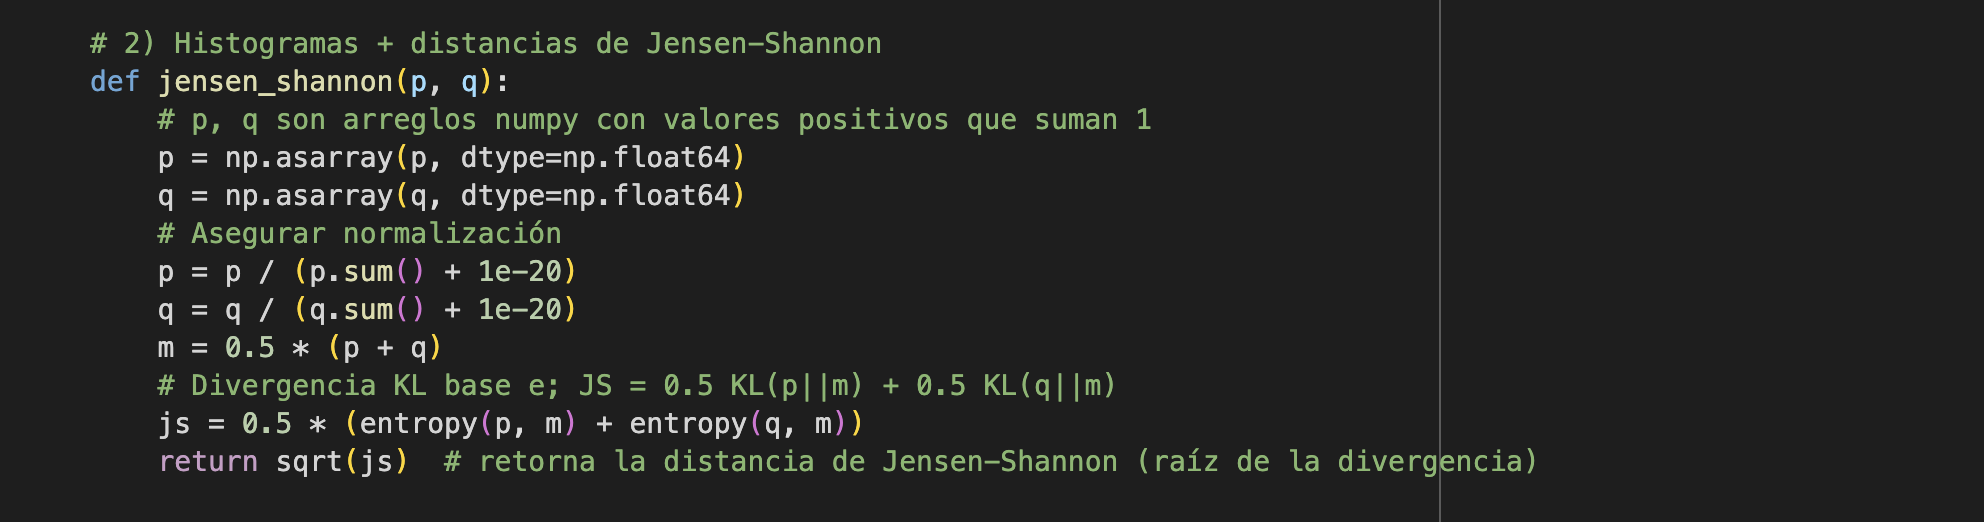 # 2) Histogramas + distancias de Jensen-Shannon
def jensen_shannon(p, q):
    # p, q son arreglos numpy con valores positivos que suman 1
    p = np.asarray(p, dtype=np.float64)
    q = np.asarray(q, dtype=np.float64)
    # Asegurar normalización
    p = p / (p.sum() + 1e-20)
    q = q / (q.sum() + 1e-20)
    m = 0.5 * (p + q)
    # Divergencia KL base e; JS = 0.5 KL(p||m) + 0.5 KL(q||m)
    js = 0.5 * (entropy(p, m) + entropy(q, m))
    return sqrt(js)  # retorna la distancia de Jensen-Shannon (raíz de la divergencia)